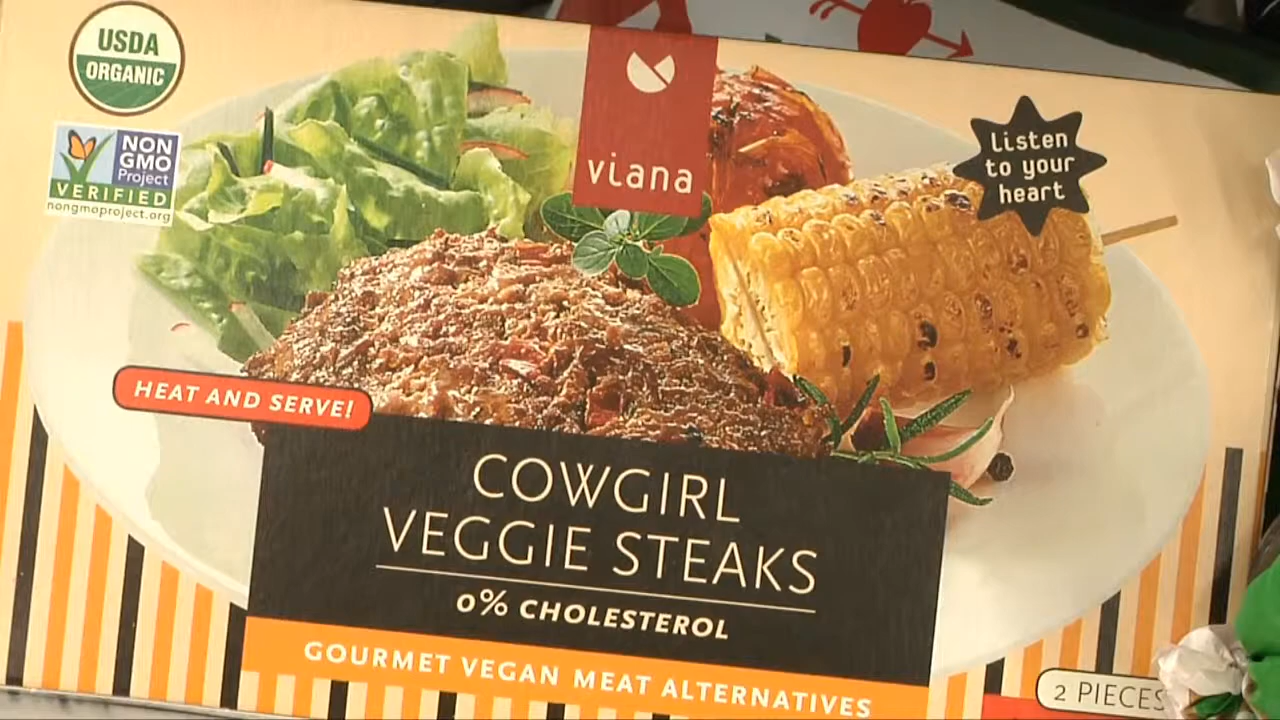 USDA
ORGANIC
NON
GMO
Project
VERIFIED
nongmoproject.org
viana
Listen
to your
heart
HEAT AND SERVE!
COWGIRL
VEGGIE STEAKS
0% CHOLESTEROL
GOURMET VEGAN MEAT ALTERNATIVES
2 PIECES